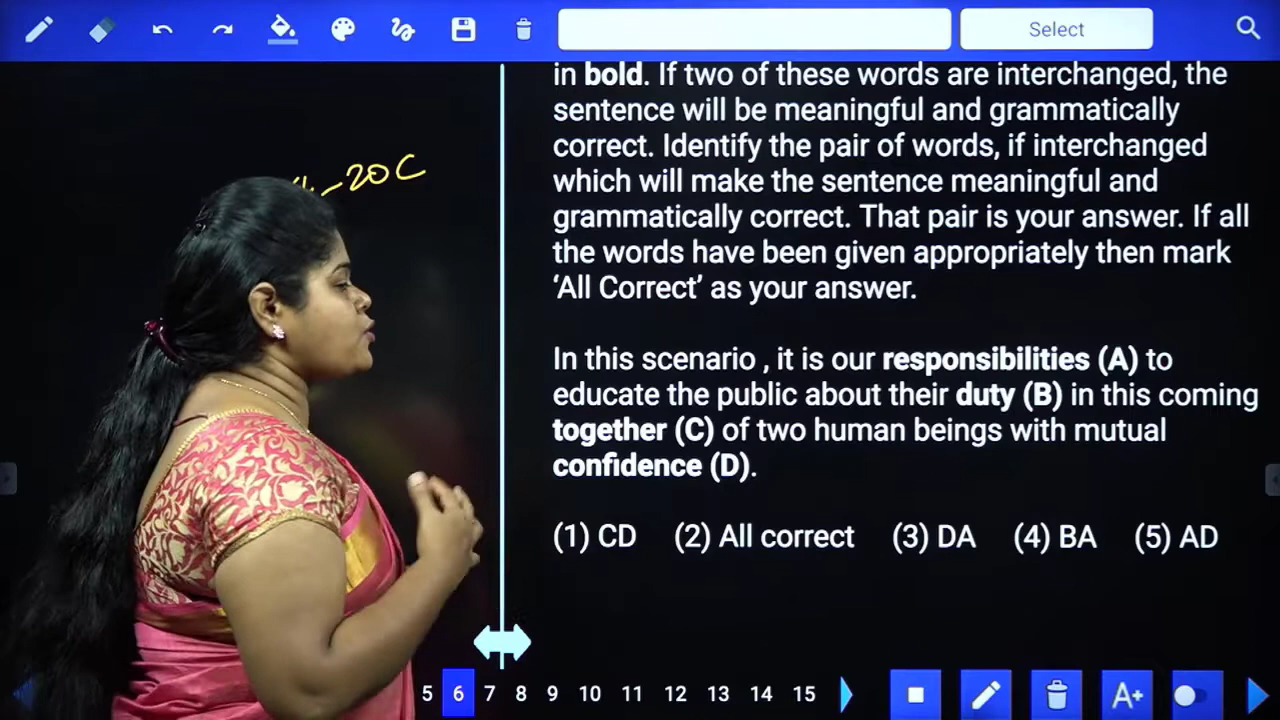 Select
in bold. If two of these words are interchanged, the
sentence will be meaningful and grammatically
correct. Identify the pair of words, if interchanged
which will make the sentence meaningful and
grammatically correct. That pair is your answer. If all
the words have been given appropriately then mark
‘All Correct’ as your answer.
In this scenario , it is our responsibilities (A) to
educate the public about their duty (B) in this coming
together (C) of two human beings with mutual
confidence (D).
(1) CD (2) All correct (3) DA (4) BA (5) AD
-20C
5 6 7 8 9 10 11 12 13 14 15
A+